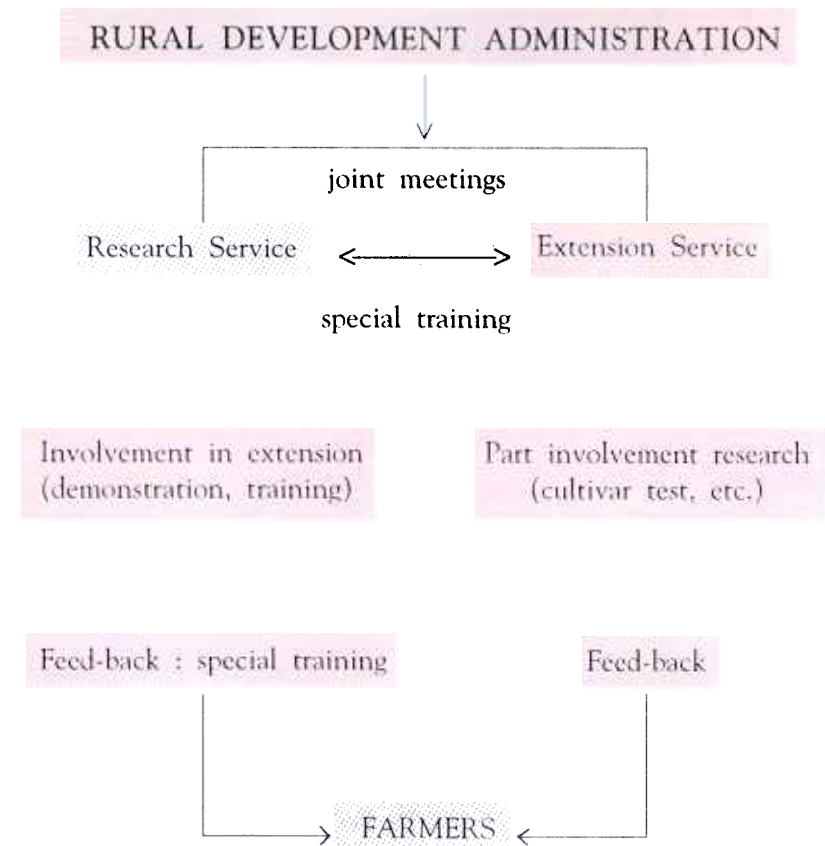 RURAL DEVELOPMENT ADMINISTRATION
joint meetings
Research Service
Extension Service
special training
Involvement in extension
(demonstration, training)
Part involvement research
(cultivar test, etc.)
Feed-back : special training
Feed-back
FARMERS